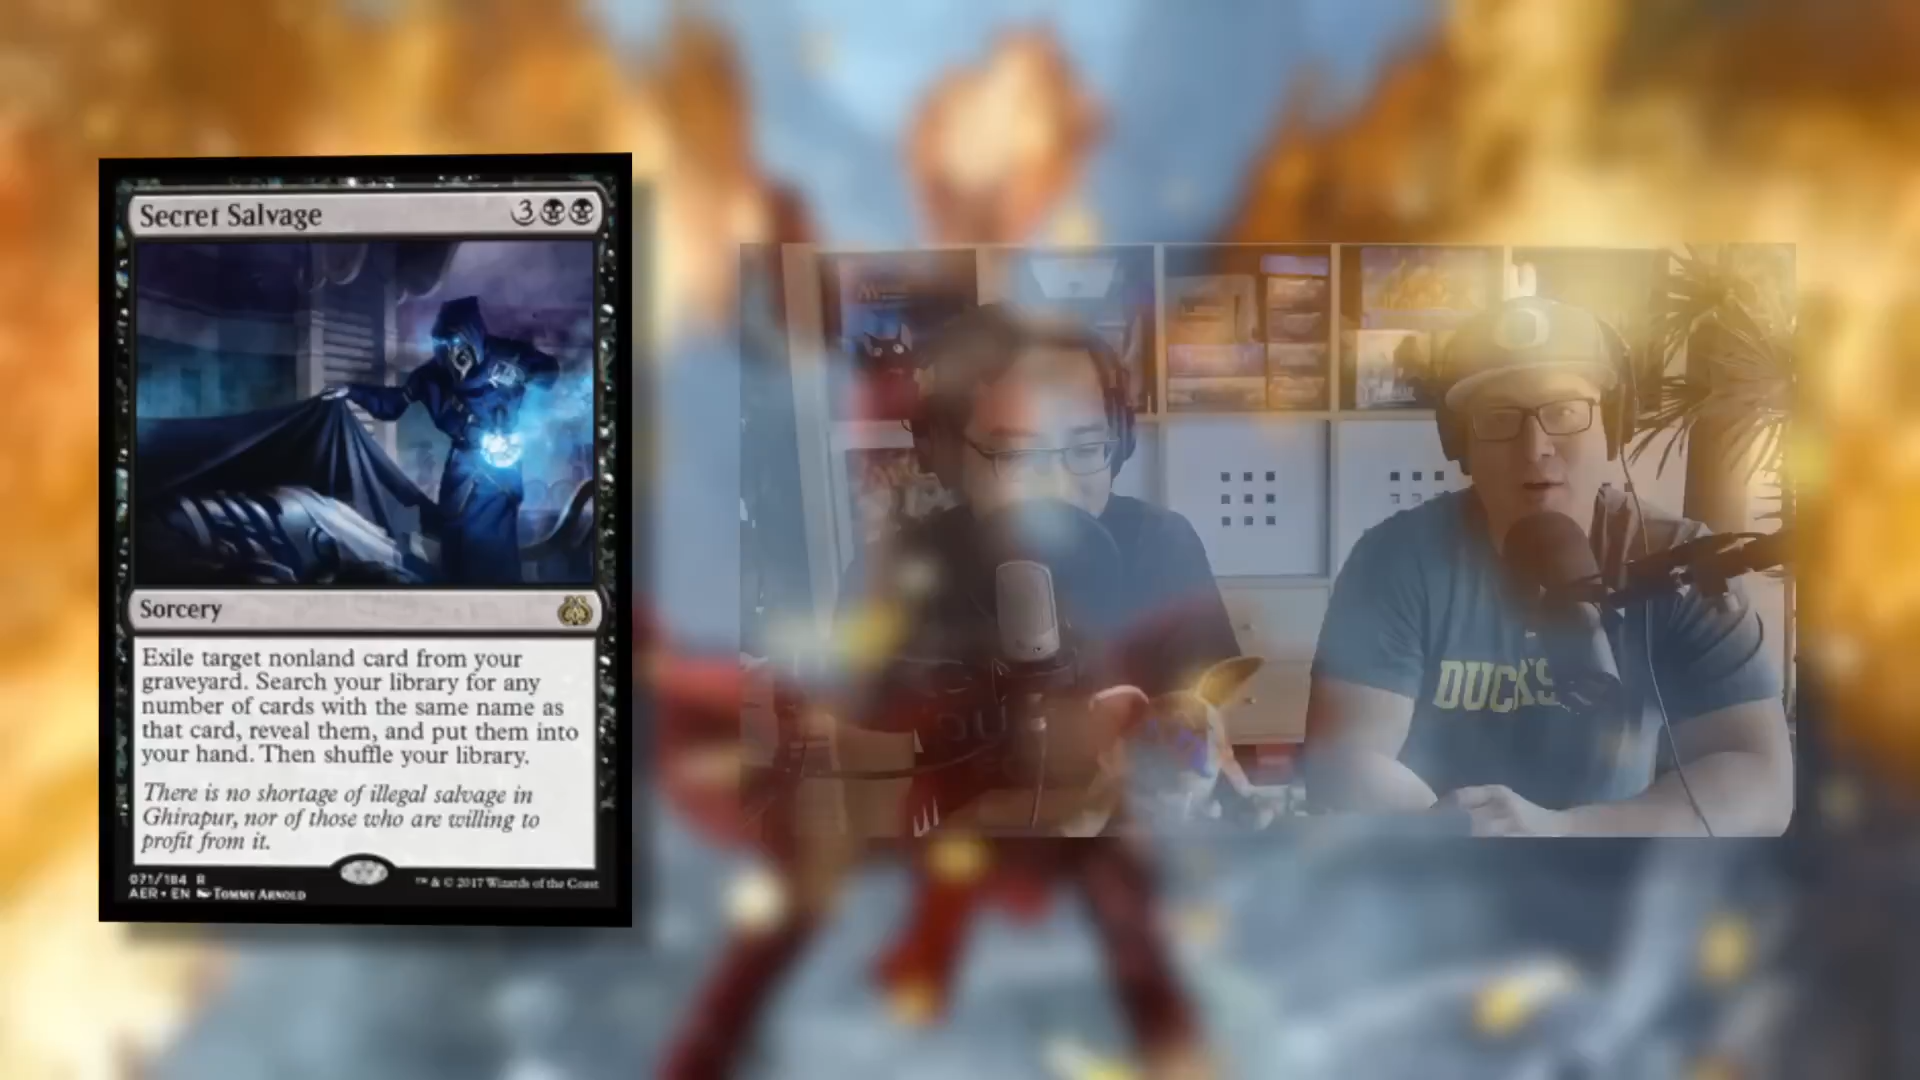 Secret Salvage 3
Sorcery
Exile target nonland card from your
graveyard. Search your library for any
number of cards with the same name as
that card, reveal them, and put them into
your hand. Then shuffle your library.
There is no shortage of illegal salvage in
Ghirapur, nor of those who are willing to
profit from it.
071/184 R
AER • EN TOMMY ARNOLD
™ & © 2017 Wizards of the Coast
DUCKS